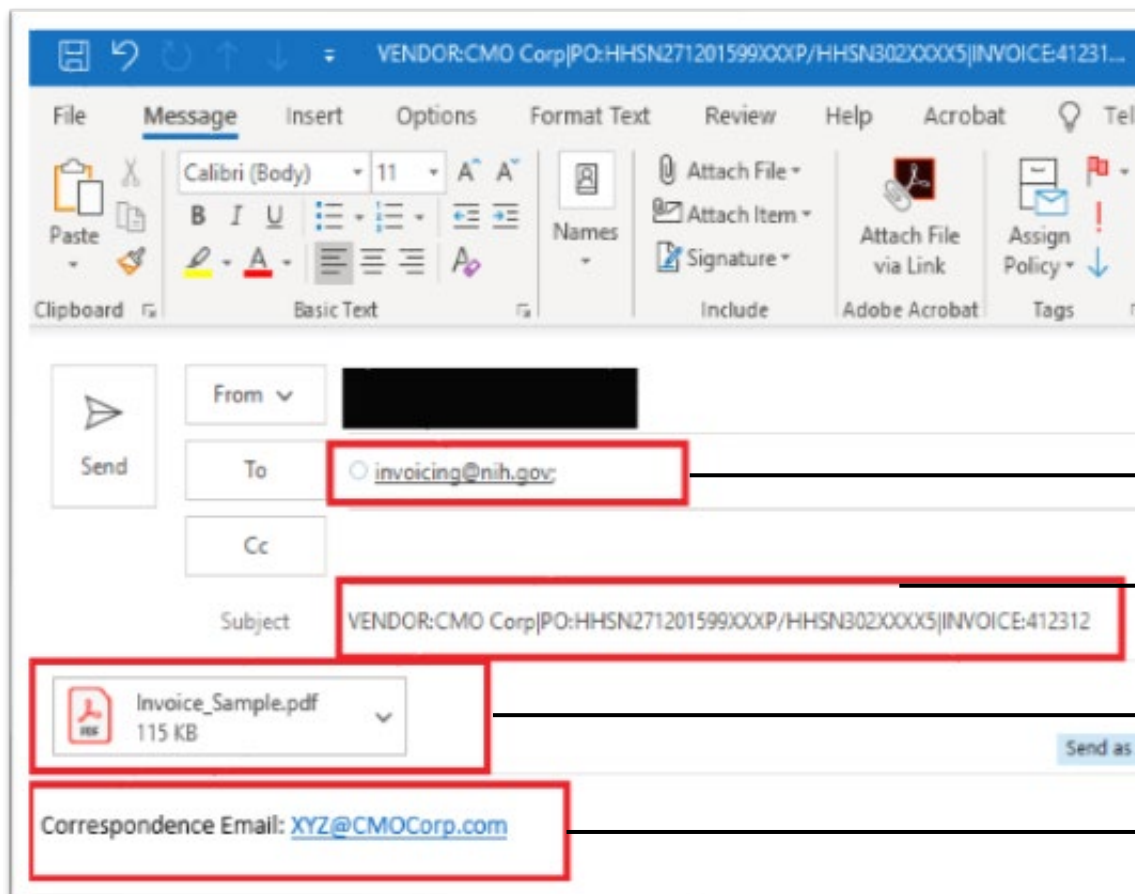 VENDOR:CMO Corp|PO:HHSN271201599XXXP/HHSN302XXXX5|INVOICE:41231...
File Message Insert Options Format Text Review Help Acrobat Tel
Calibri (Body) 11 A A
Attach File
B I U
Attach Item
Paste
Names
Attach File via Link
Assign Policy
A
Signature
Clipboard Basic Text Include Adobe Acrobat Tags
From
Send
To
invoicing@nih.gov;
Cc
Subject
VENDOR:CMO Corp|PO:HHSN271201599XXXP/HHSN302XXXX5|INVOICE:412312
Invoice_Sample.pdf
PDF
115 KB
Send as
Correspondence Email: XYZ@CMOCorp.com